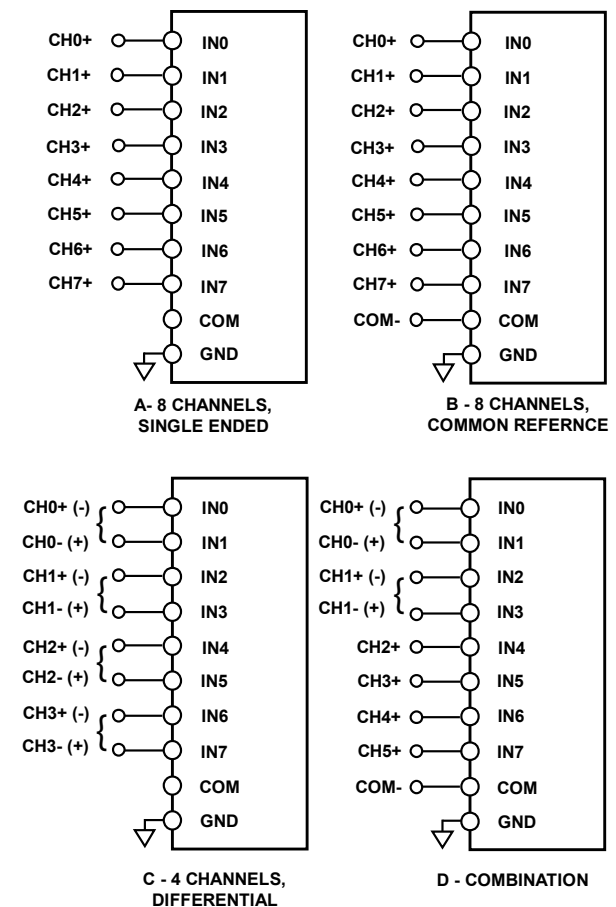 CH0+ IN0
CH1+ IN1
CH2+ IN2
CH3+ IN3
CH4+ IN4
CH5+ IN5
CH6+ IN6
CH7+ IN7
COM
GND
A- 8 CHANNELS,
SINGLE ENDED
CH0+ IN0
CH1+ IN1
CH2+ IN2
CH3+ IN3
CH4+ IN4
CH5+ IN5
CH6+ IN6
CH7+ IN7
COM- COM
GND
B - 8 CHANNELS,
COMMON REFERNCE
CH0+ (-) IN0
CH0- (+) IN1
CH1+ (-) IN2
CH1- (+) IN3
CH2+ (-) IN4
CH2- (+) IN5
CH3+ (-) IN6
CH3- (+) IN7
COM
GND
C - 4 CHANNELS,
DIFFERENTIAL
CH0+ (-) IN0
CH0- (+) IN1
CH1+ (-) IN2
CH1- (+) IN3
CH2+ IN4
CH3+ IN5
CH4+ IN6
CH5+ IN7
COM- COM
GND
D - COMBINATION